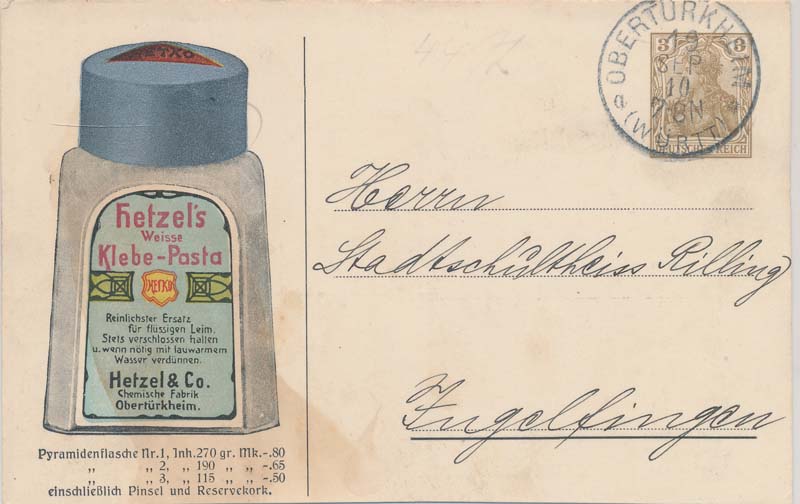 HETKO
Hetzel's
Weisse
Klebe-Pasta
HETKO
Reinlichster Ersatz
für flüssigen Leim.
Stets verschlossen halten
u. wenn nötig mit lauwarmem
Wasser verdünnen.
Hetzel & Co.
Chemische Fabrik
Obertürkheim.
Pyramidenflasche Nr. 1, Inh. 270 gr. Mk. -.80
„ „ 2, „ 190 „ „ -.65
„ „ 3, „ 115 „ „ -.50
einschließlich Pinsel und Reservekork.
3 3
DEUTSCHES REICH
OBERTÜRKHEIM
19
SEP
10
(WÜRTT)
Herrn
Stadtschultheiss Rilling
Ingelfingen